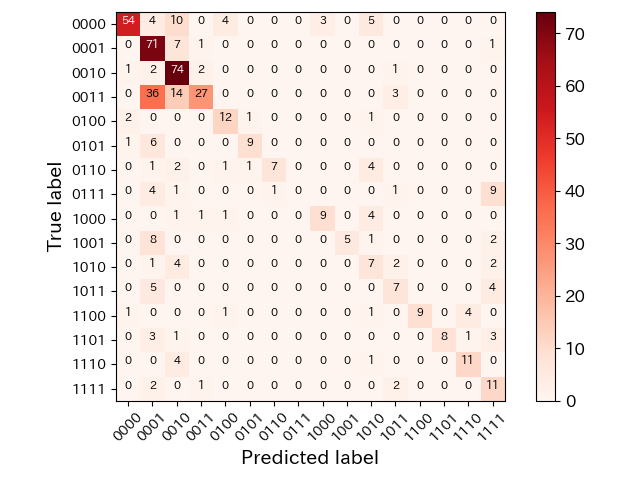 0000 54 4 10 0 4 0 0 0 3 0 5 0 0 0 0 0
0001 0 71 7 1 0 0 0 0 0 0 0 0 0 0 0 1
0010 1 2 74 2 0 0 0 0 0 0 0 1 0 0 0 0
0011 0 36 14 27 0 0 0 0 0 0 0 3 0 0 0 0
0100 2 0 0 0 12 1 0 0 0 0 1 0 0 0 0 0
0101 1 6 0 0 0 9 0 0 0 0 0 0 0 0 0 0
0110 0 1 2 0 1 1 7 0 0 0 4 0 0 0 0 0
0111 0 4 1 0 0 0 1 0 0 0 0 1 0 0 0 9
1000 0 0 1 1 1 0 0 0 9 0 4 0 0 0 0 0
1001 0 8 0 0 0 0 0 0 0 5 1 0 0 0 0 2
1010 0 1 4 0 0 0 0 0 0 0 7 2 0 0 0 2
1011 0 5 0 0 0 0 0 0 0 0 0 7 0 0 0 4
1100 1 0 0 0 1 0 0 0 0 0 1 0 9 0 4 0
1101 0 3 1 0 0 0 0 0 0 0 0 0 0 8 1 3
1110 0 0 4 0 0 0 0 0 0 0 1 0 0 0 11 0
1111 0 2 0 1 0 0 0 0 0 0 0 2 0 0 0 11
0000 0001 0010 0011 0100 0101 0110 0111 1000 1001 1010 1011 1100 1101 1110 1111
Predicted label
True label
70
60
50
40
30
20
10
0